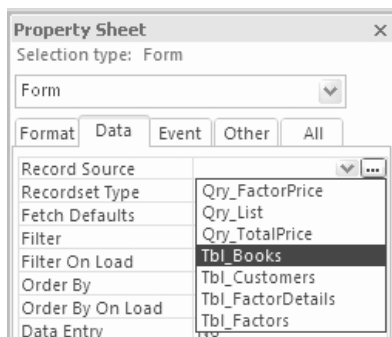 Property Sheet
Selection type: Form
Form
Format Data Event Other All
Record Source ...
Recordset Type Qry_FactorPrice
Fetch Defaults Qry_List
Filter Qry_TotalPrice
Filter On Load Tbl_Books
Order By Tbl_Customers
Order By On Load Tbl_FactorDetails
Data Entry Tbl_Factors